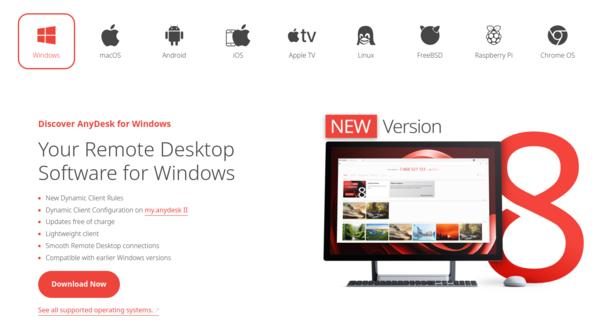 Windows
macOS
Android
iOS
tv
Apple TV
Linux
FreeBSD
Raspberry Pi
Chrome OS
Discover AnyDesk for Windows
Your Remote Desktop
Software for Windows
New Dynamic Client Rules
Dynamic Client Configuration on my.anydesk II
Updates free of charge
Lightweight client
Smooth Remote Desktop connections
Compatible with earlier Windows versions
Download Now
See all supported operating systems.
NEW Version
8